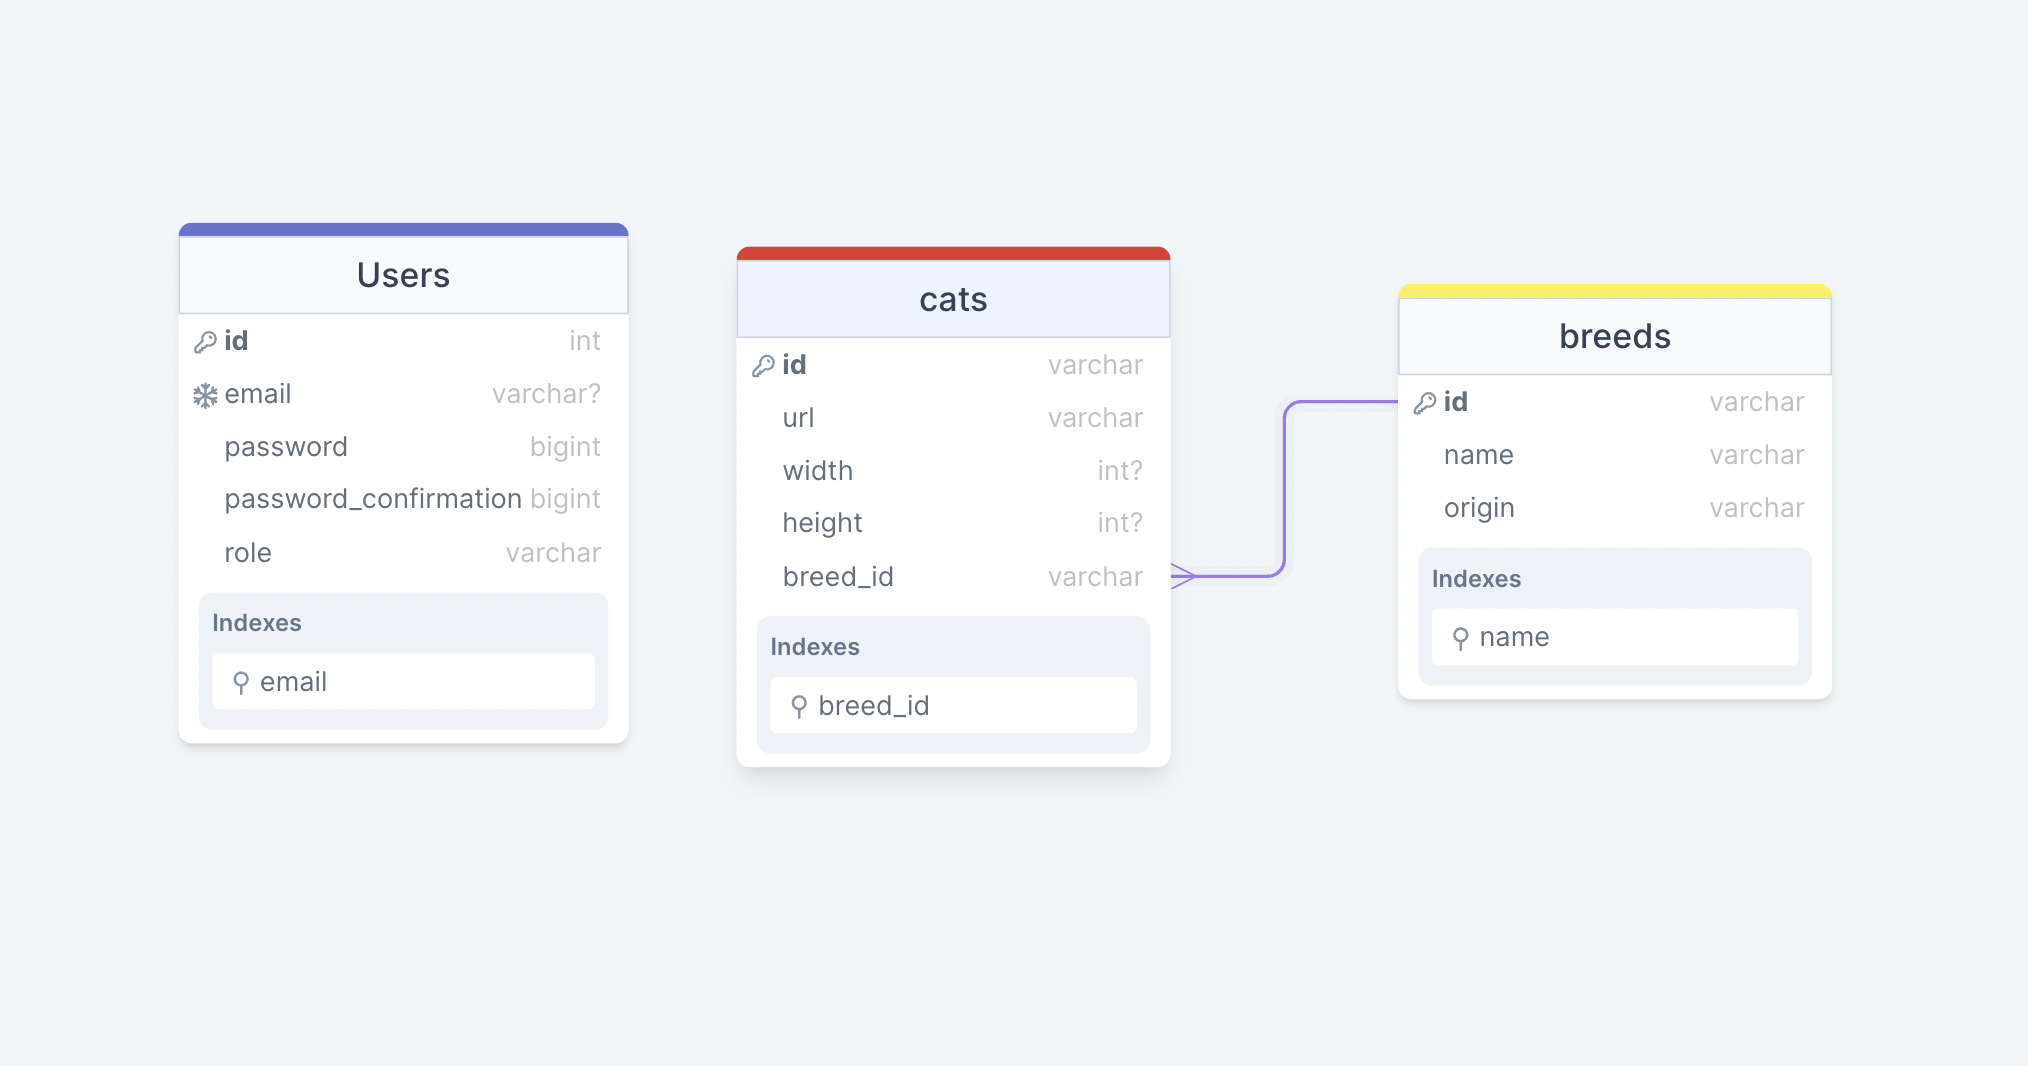 Users
id int
email varchar?
password bigint
password_confirmation bigint
role varchar
Indexes
email
cats
id varchar
url varchar
width int?
height int?
breed_id varchar
Indexes
breed_id
breeds
id varchar
name varchar
origin varchar
Indexes
name